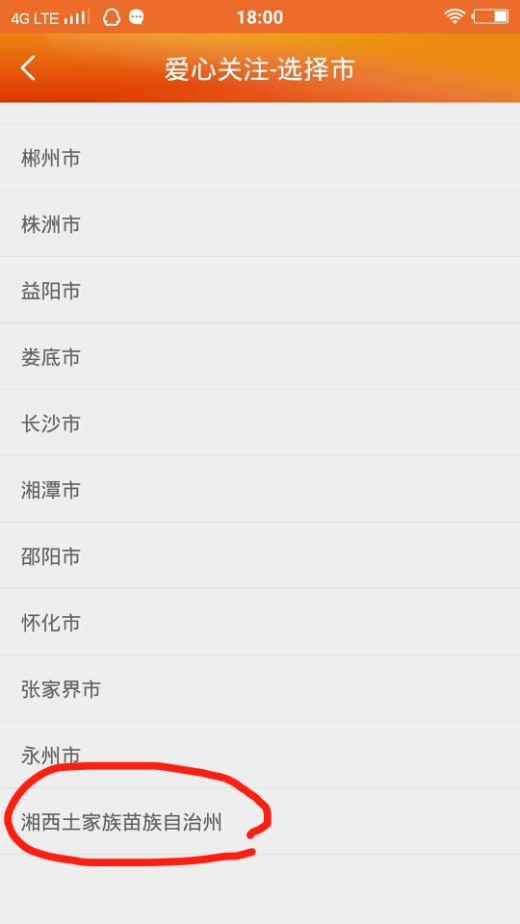 4G LTE 18:00
爱心关注-选择市
郴州市
株洲市
益阳市
娄底市
长沙市
湘潭市
邵阳市
怀化市
张家界市
永州市
湘西土家族苗族自治州